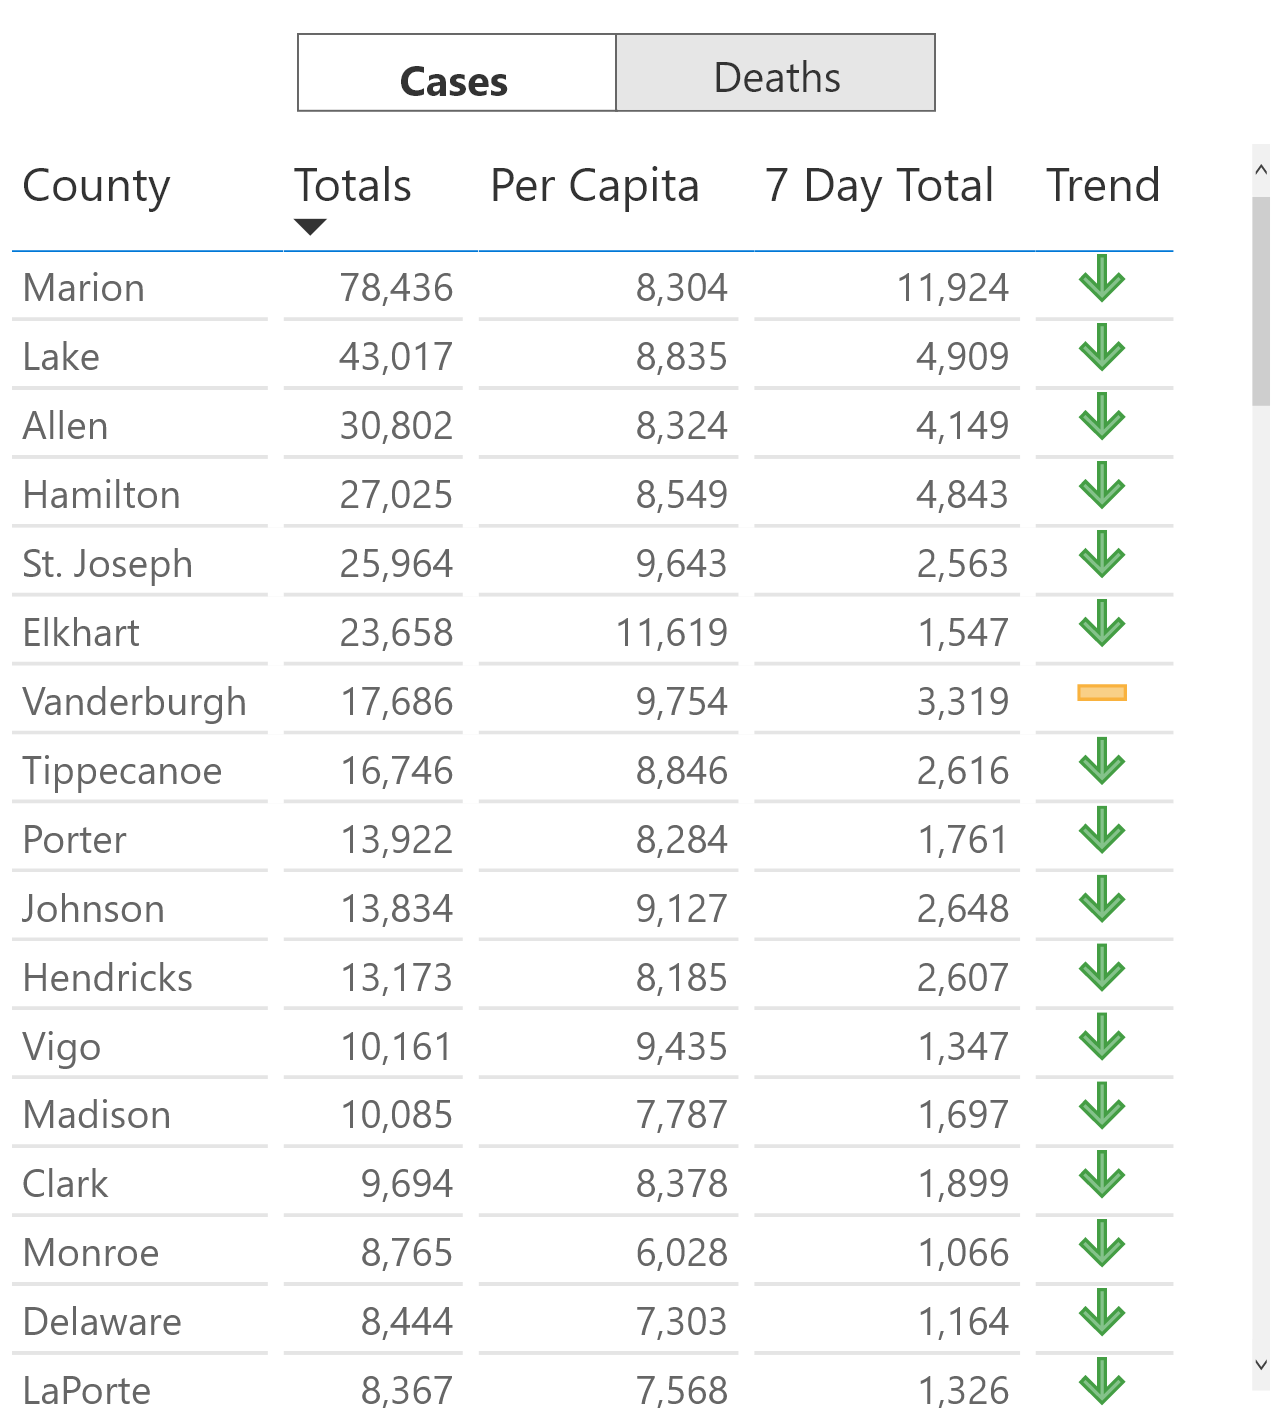 Cases Deaths
County Totals Per Capita 7 Day Total Trend
Marion 78,436 8,304 11,924
Lake 43,017 8,835 4,909
Allen 30,802 8,324 4,149
Hamilton 27,025 8,549 4,843
St. Joseph 25,964 9,643 2,563
Elkhart 23,658 11,619 1,547
Vanderburgh 17,686 9,754 3,319
Tippecanoe 16,746 8,846 2,616
Porter 13,922 8,284 1,761
Johnson 13,834 9,127 2,648
Hendricks 13,173 8,185 2,607
Vigo 10,161 9,435 1,347
Madison 10,085 7,787 1,697
Clark 9,694 8,378 1,899
Monroe 8,765 6,028 1,066
Delaware 8,444 7,303 1,164
LaPorte 8,367 7,568 1,326